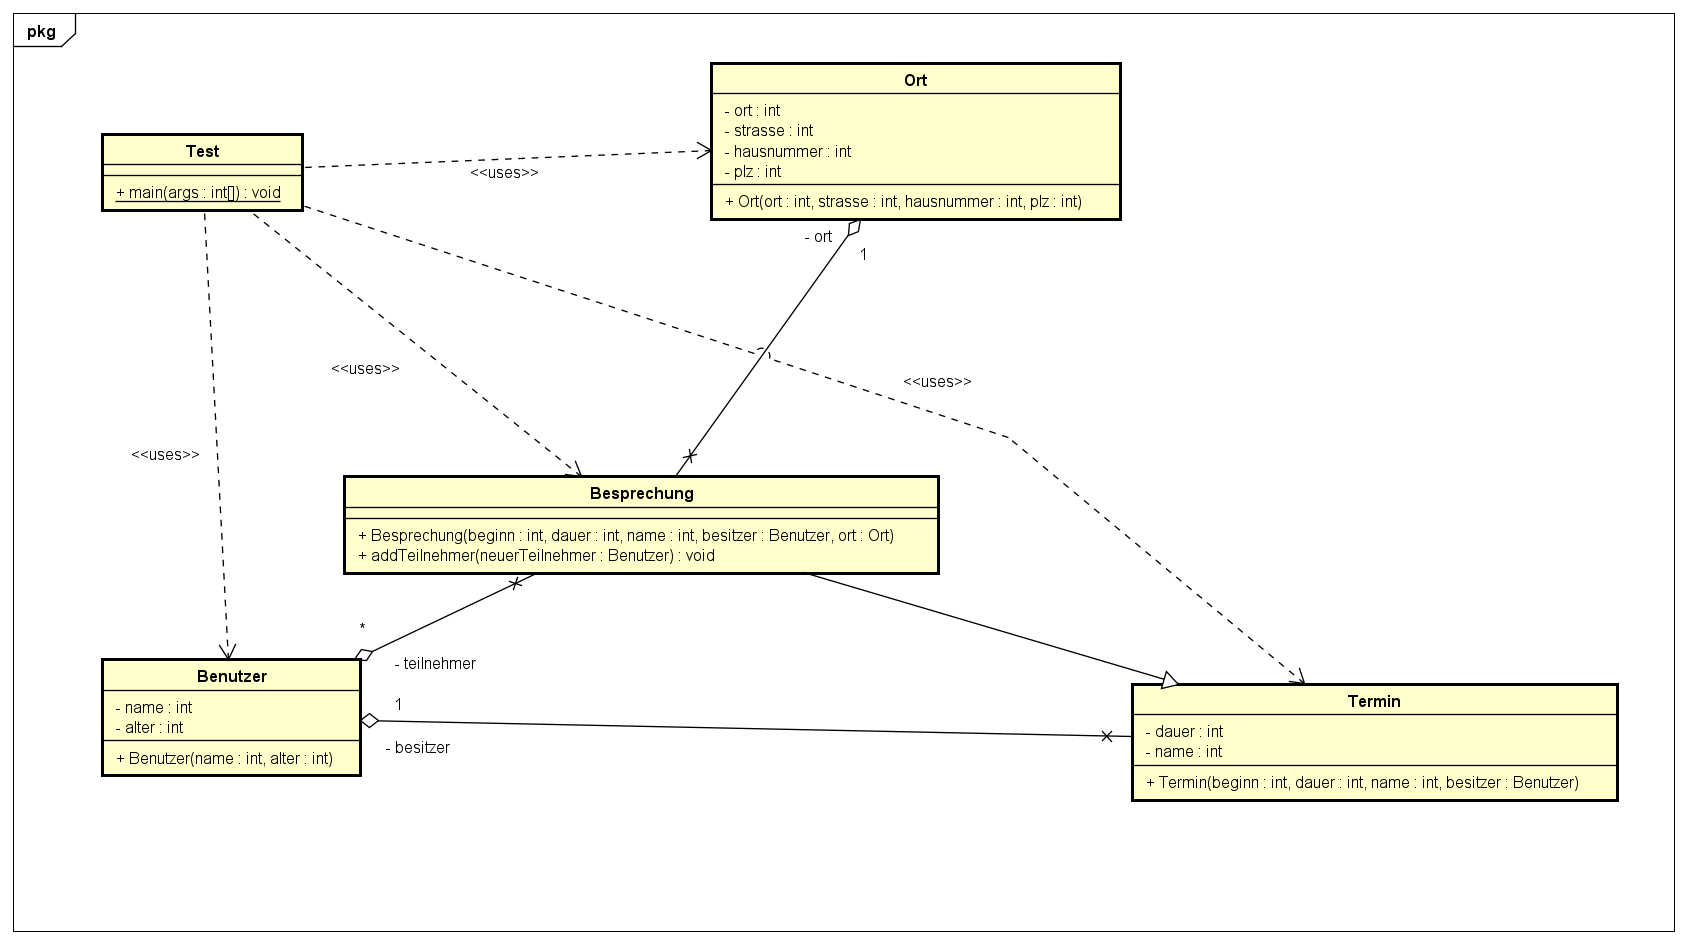 pkg
Ort
- ort : int
- strasse : int
- hausnummer : int
- plz : int
+ Ort(ort : int, strasse : int, hausnummer : int, plz : int)
Test
+ main(args : int[]) : void
<<uses>>
- ort
1
<<uses>>
<<uses>>
<<uses>>
Besprechung
+ Besprechung(beginn : int, dauer : int, name : int, besitzer : Benutzer, ort : Ort)
+ addTeilnehmer(neuerTeilnehmer : Benutzer) : void
*
- teilnehmer
Benutzer
- name : int
- alter : int
+ Benutzer(name : int, alter : int)
1
- besitzer
Termin
- dauer : int
- name : int
+ Termin(beginn : int, dauer : int, name : int, besitzer : Benutzer)